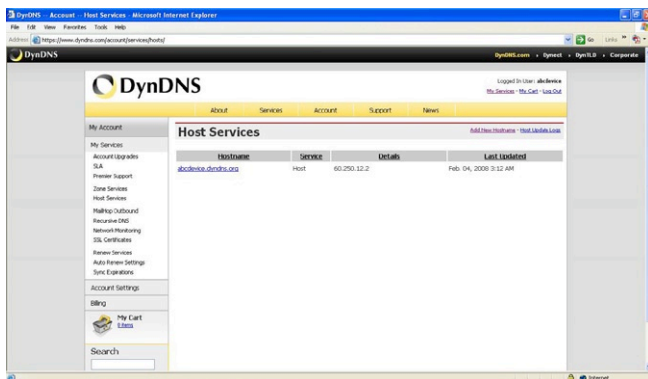 DynDNS -- Account -- Host Services - Microsoft Internet Explorer
File Edit View Favorites Tools Help
Address https://www.dyndns.com/account/services/hosts/ Go Links »
DynDNS DynDNS.com Dynect DynTLD Corporate
DynDNS
Logged In User: abcdevice
My Services - My Cart - Log Out
About Services Account Support News
My Account
My Services
Account Upgrades
SLA
Premier Support
Zone Services
Host Services
MailHop Outbound
Recursive DNS
Network Monitoring
SSL Certificates
Renew Services
Auto Renew Settings
Sync Expirations
Account Settings
Billing
My Cart
0 items
Search
Host Services
Add New Hostname - Host Update Logs
Hostname Service Details Last Updated
abcdevice.dyndns.org Host 60.250.12.2 Feb. 04, 2008 3:12 AM
Internet